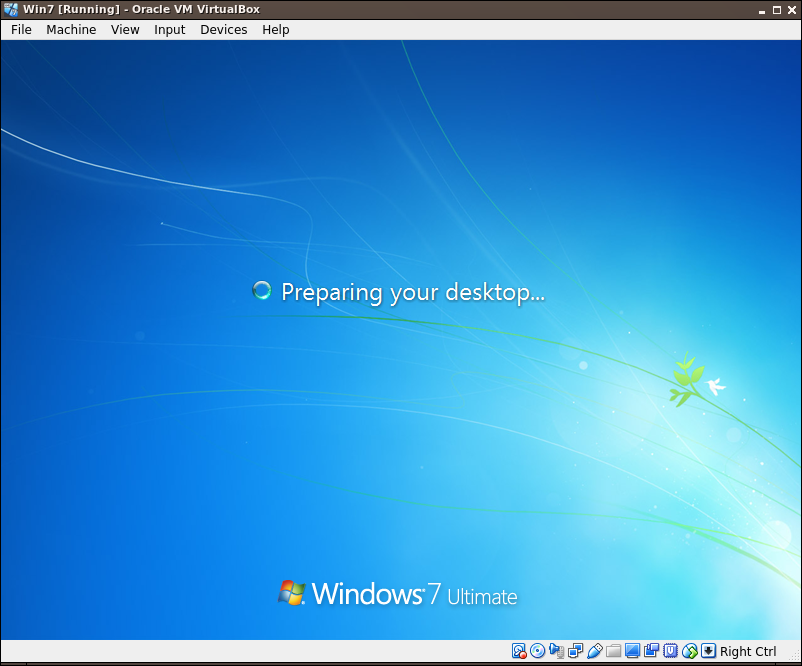 Win7 [Running] - Oracle VM VirtualBox
File Machine View Input Devices Help
Preparing your desktop...
Windows 7 Ultimate
Right Ctrl